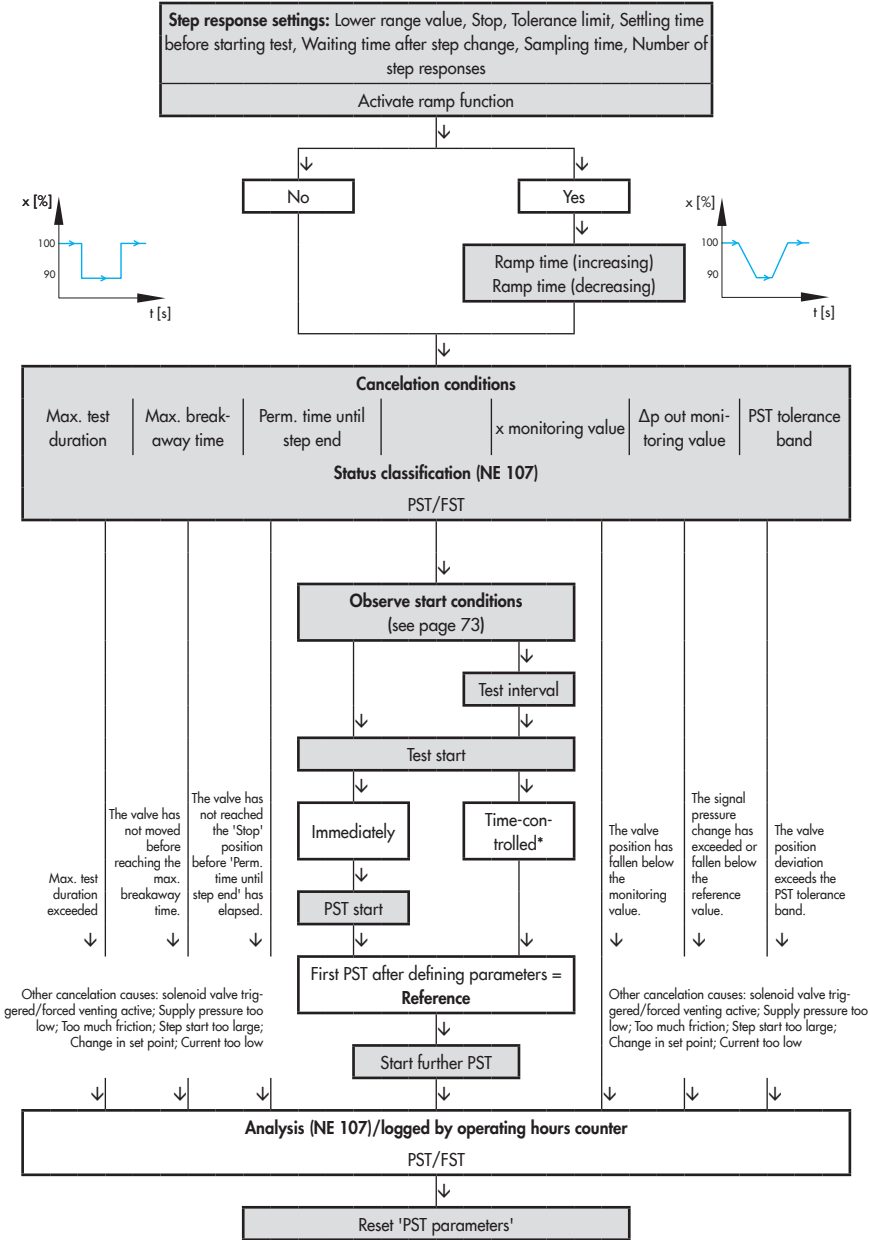 Step response settings: Lower range value, Stop, Tolerance limit, Settling time
before starting test, Waiting time after step change, Sampling time, Number of
step responses
Activate ramp function
No
Yes
x [%]
100
90
t [s]
Ramp time (increasing)
Ramp time (decreasing)
x [%]
100
90
t [s]
Cancelation conditions
Max. test
duration
Max. break-
away time
Perm. time until
step end
x monitoring value
Δp out moni-
toring value
PST tolerance
band
Status classification (NE 107)
PST/FST
Observe start conditions
(see page 73)
Test interval
Test start
Immediately
Time-con-
trolled*
PST start
Max. test
duration
exceeded
The valve has
not moved
before
reaching the
max.
breakaway
time.
The valve has
not reached
the 'Stop'
position
before 'Perm.
time until
step end' has
elapsed.
The valve
position has
fallen below
the
monitoring
value.
The signal
pressure
change has
exceeded or
fallen below
the
reference
value.
The valve
position
deviation
exceeds the
PST tolerance
band.
First PST after defining parameters =
Reference
Other cancelation causes: solenoid valve trig-
gered/forced venting active; Supply pressure too
low; Too much friction; Step start too large;
Change in set point; Current too low
Other cancelation causes: solenoid valve trig-
gered/forced venting active; Supply pressure too
low; Too much friction; Step start too large;
Change in set point; Current too low
Start further PST
Analysis (NE 107)/logged by operating hours counter
PST/FST
Reset 'PST parameters'